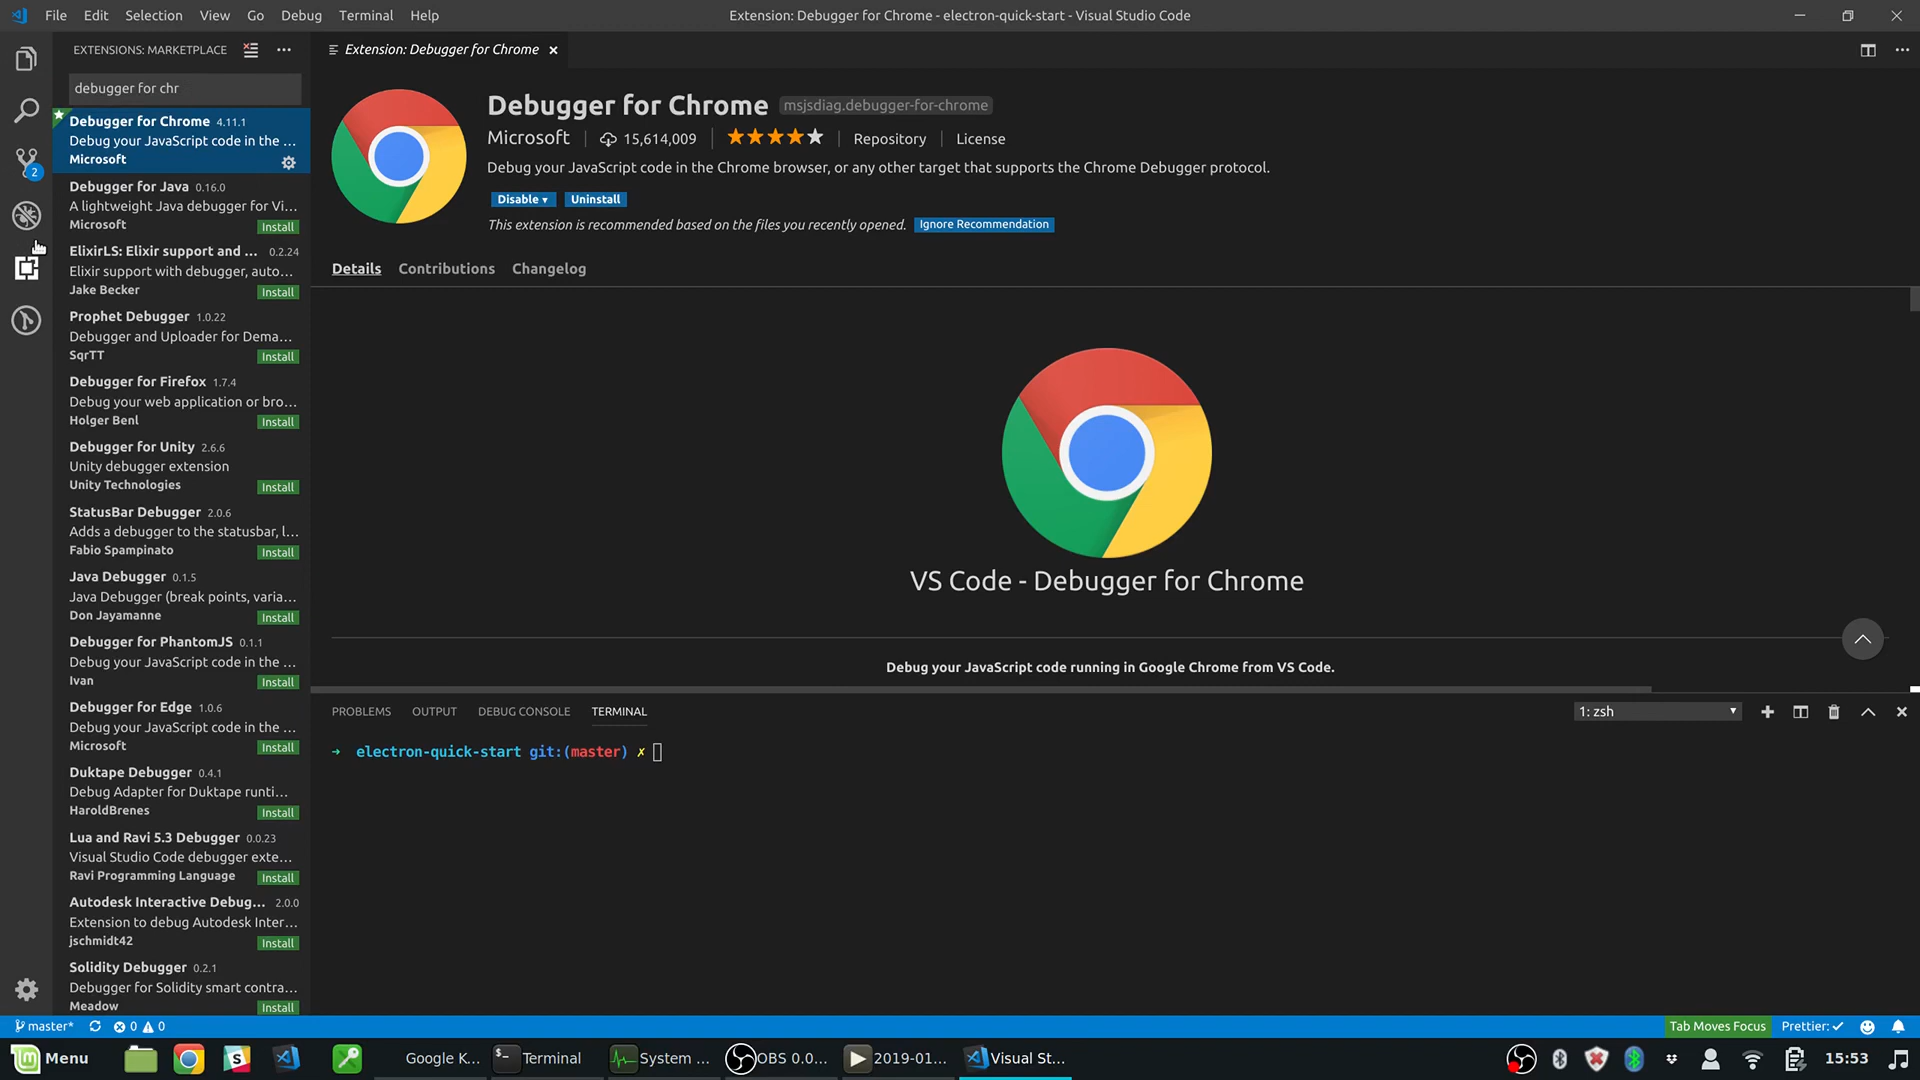 File Edit Selection View Go Debug Terminal Help
Extension: Debugger for Chrome - electron-quick-start - Visual Studio Code
EXTENSIONS: MARKETPLACE
debugger for chr
Debugger for Chrome 4.11.1
Debug your JavaScript code in the ...
Microsoft
Debugger for Java 0.16.0
A lightweight Java debugger for Vi...
Microsoft Install
ElixirLS: Elixir support and ... 0.2.24
Elixir support with debugger, auto...
Jake Becker Install
Prophet Debugger 1.0.22
Debugger and Uploader for Dema...
SqrTT Install
Debugger for Firefox 1.7.4
Debug your web application or bro...
Holger Benl Install
Debugger for Unity 2.6.6
Unity debugger extension
Unity Technologies Install
StatusBar Debugger 2.0.6
Adds a debugger to the statusbar, l...
Fabio Spampinato Install
Java Debugger 0.1.5
Java Debugger (break points, varia...
Don Jayamanne Install
Debugger for PhantomJS 0.1.1
Debug your JavaScript code in the ...
Ivan Install
Debugger for Edge 1.0.6
Debug your JavaScript code in the ...
Microsoft Install
Duktape Debugger 0.4.1
Debug Adapter for Duktape runti...
HaroldBrenes Install
Lua and Ravi 5.3 Debugger 0.0.23
Visual Studio Code debugger exte...
Ravi Programming Language Install
Autodesk Interactive Debug... 2.0.0
Extension to debug Autodesk Inter...
jschmidt42 Install
Solidity Debugger 0.2.1
Debugger for Solidity smart contra...
Meadow Install
2
Extension: Debugger for Chrome
Debugger for Chrome msjsdiag.debugger-for-chrome
Microsoft 15,614,009 Repository License
Debug your JavaScript code in the Chrome browser, or any other target that supports the Chrome Debugger protocol.
Disable Uninstall
This extension is recommended based on the files you recently opened. Ignore Recommendation
Details Contributions Changelog
VS Code - Debugger for Chrome
Debug your JavaScript code running in Google Chrome from VS Code.
PROBLEMS OUTPUT DEBUG CONSOLE TERMINAL
1: zsh
➜ electron-quick-start git:(master) ✗
master* 0 0
Tab Moves Focus Prettier: ✓
Menu Google K... Terminal System ... OBS 0.0... 2019-01... Visual St... 15:53